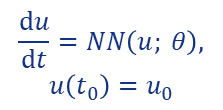 du/dt = NN(u; θ),
u(t₀) = u₀